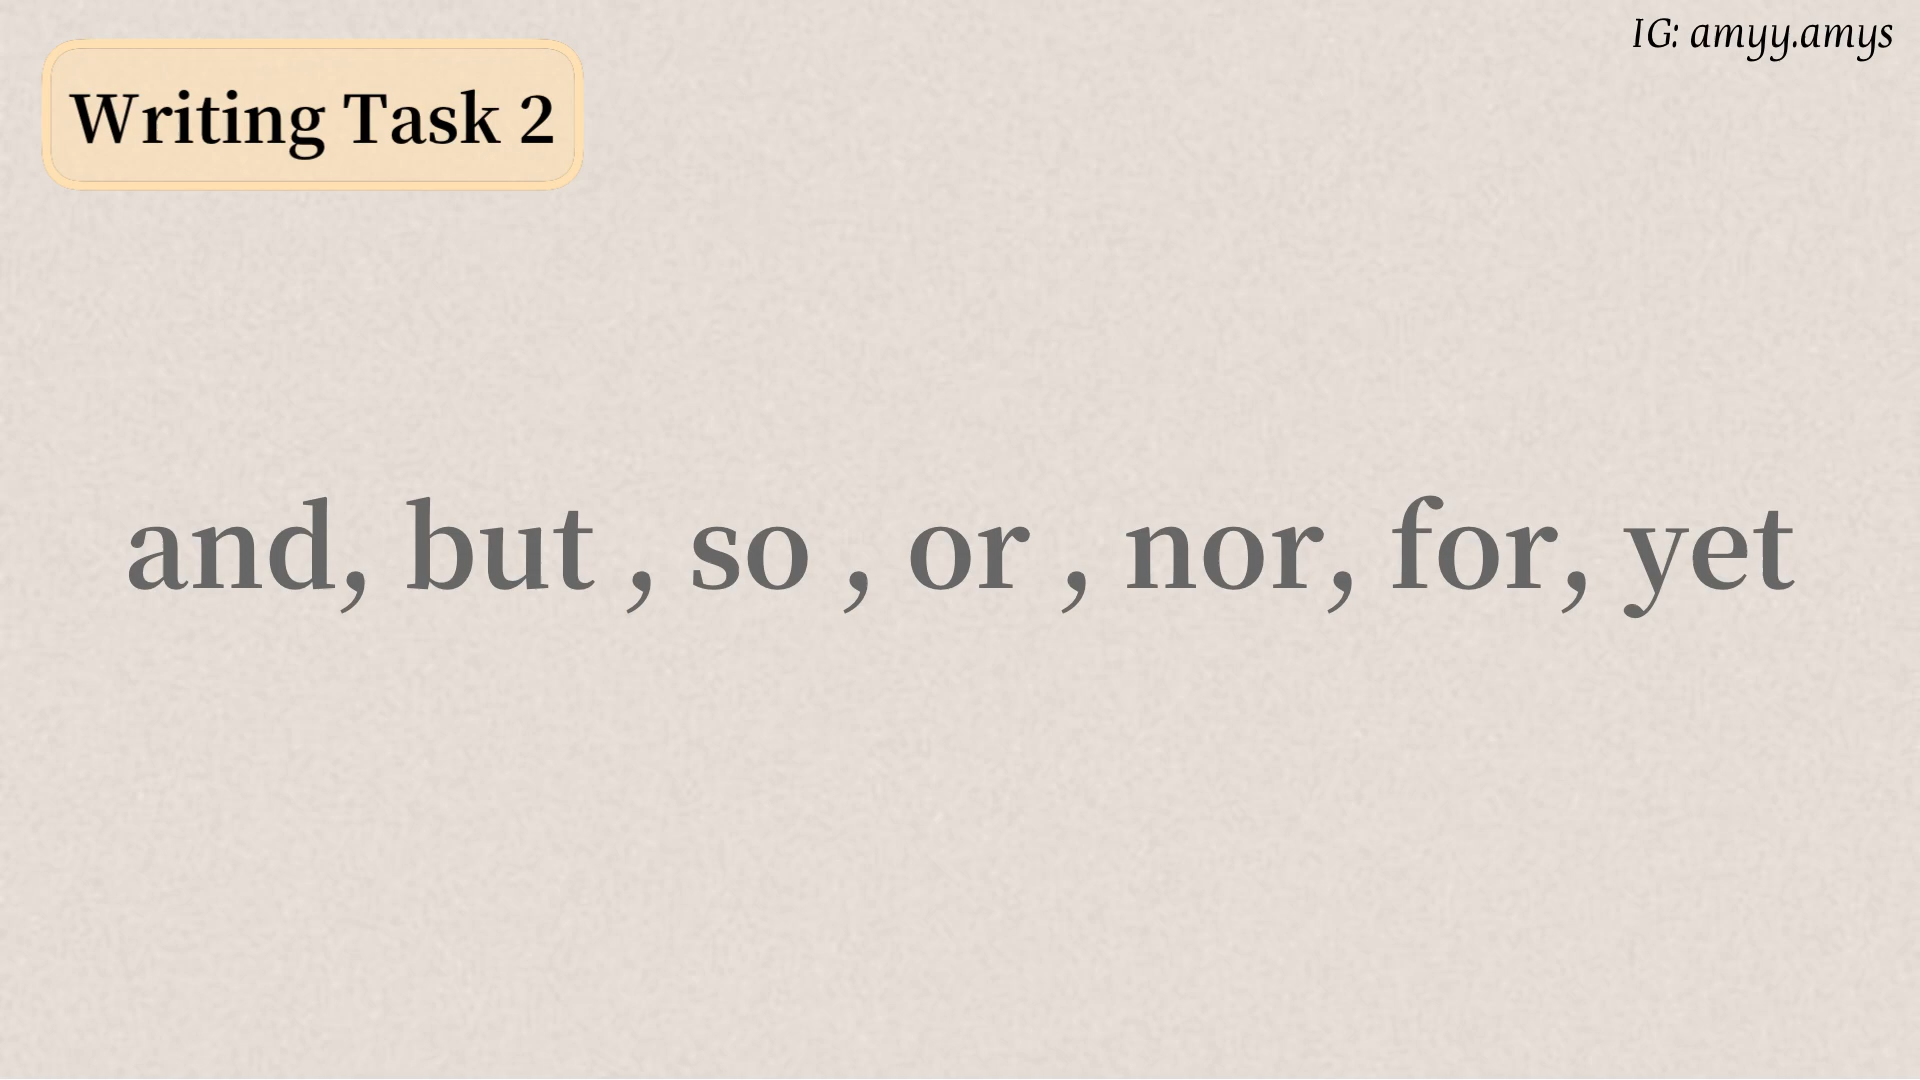 IG: amyy.amys
Writing Task 2
and, but , so , or , nor, for, yet